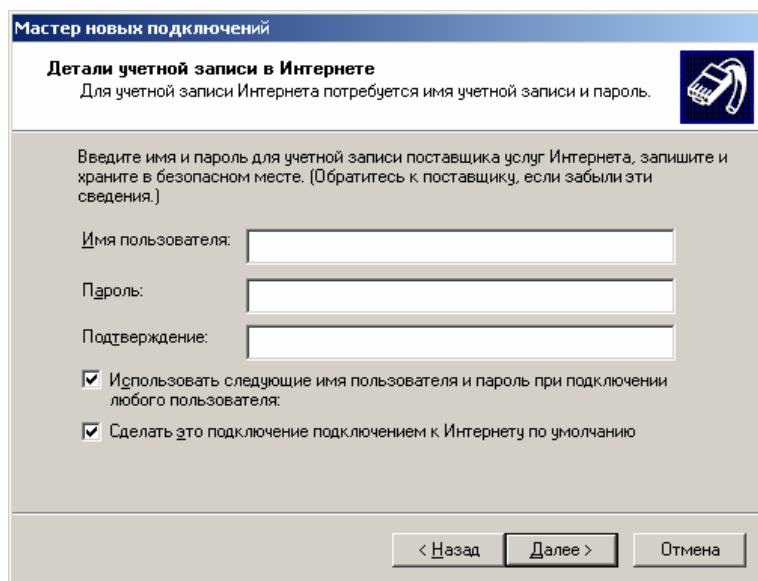 Мастер новых подключений
Детали учетной записи в Интернете
Для учетной записи Интернета потребуется имя учетной записи и пароль.
Введите имя и пароль для учетной записи поставщика услуг Интернета, запишите и
храните в безопасном месте. (Обратитесь к поставщику, если забыли эти
сведения.)
Имя пользователя:
Пароль:
Подтверждение:
Использовать следующие имя пользователя и пароль при подключении
любого пользователя:
Сделать это подключение подключением к Интернету по умолчанию
< Назад Далее > Отмена